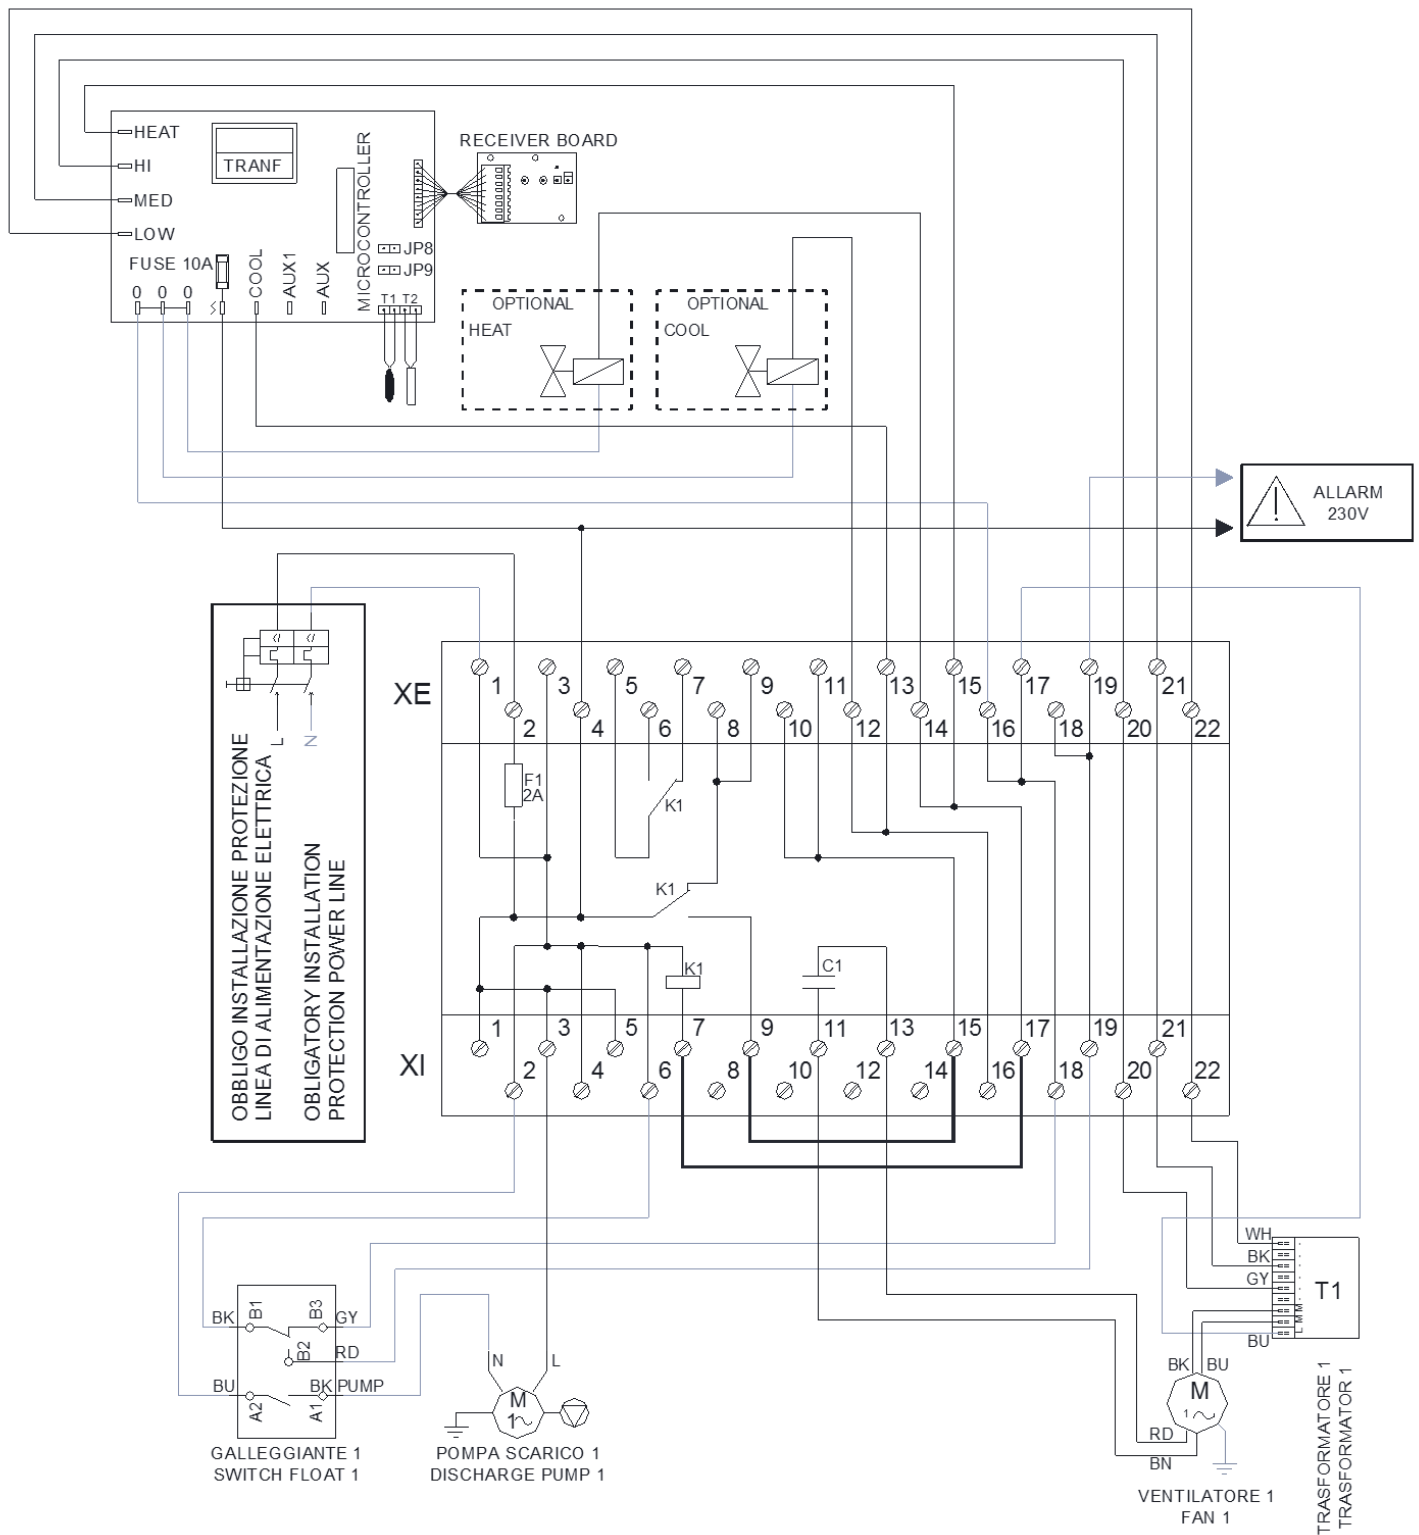 HEAT
HI
MED
LOW
TRANF
FUSE 10A
0
0
0
COOL
AUX1
AUX
MICROCONTROLLER
JP8
JP9
T1
T2
RECEIVER BOARD
OPTIONAL
HEAT
OPTIONAL
COOL
ALLARM
230V
L
N
OBBLIGO INSTALLAZIONE PROTEZIONE
LINEA DI ALIMENTAZIONE ELETTRICA
OBLIGATORY INSTALLATION
PROTECTION POWER LINE
XE
1
2
3
4
5
6
7
8
9
10
11
12
13
14
15
16
17
18
19
20
21
22
F1
2A
K1
K1
K1
C1
XI
1
2
3
4
5
6
7
8
9
10
11
12
13
14
15
16
17
18
19
20
21
22
BK
B1
B3
GY
B2
RD
BU
A2
A1
BK
PUMP
GALLEGGIANTE 1
SWITCH FLOAT 1
N
L
M
1
POMPA SCARICO 1
DISCHARGE PUMP 1
WH
BK
GY
BU
M
M
L
T1
TRASFORMATORE 1
TRASFORMATOR 1
BK
BU
M
1
RD
BN
VENTILATORE 1
FAN 1